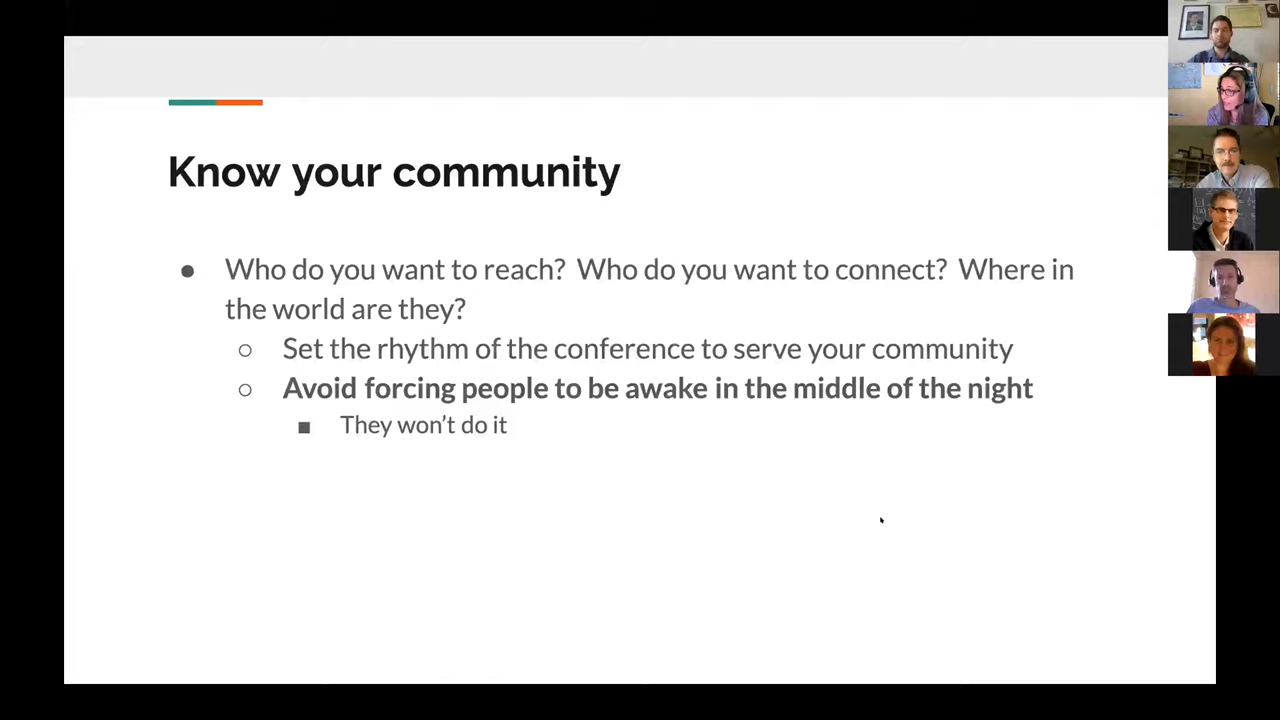 Know your community
● Who do you want to reach? Who do you want to connect? Where in
the world are they?
○ Set the rhythm of the conference to serve your community
○ Avoid forcing people to be awake in the middle of the night
■ They won’t do it